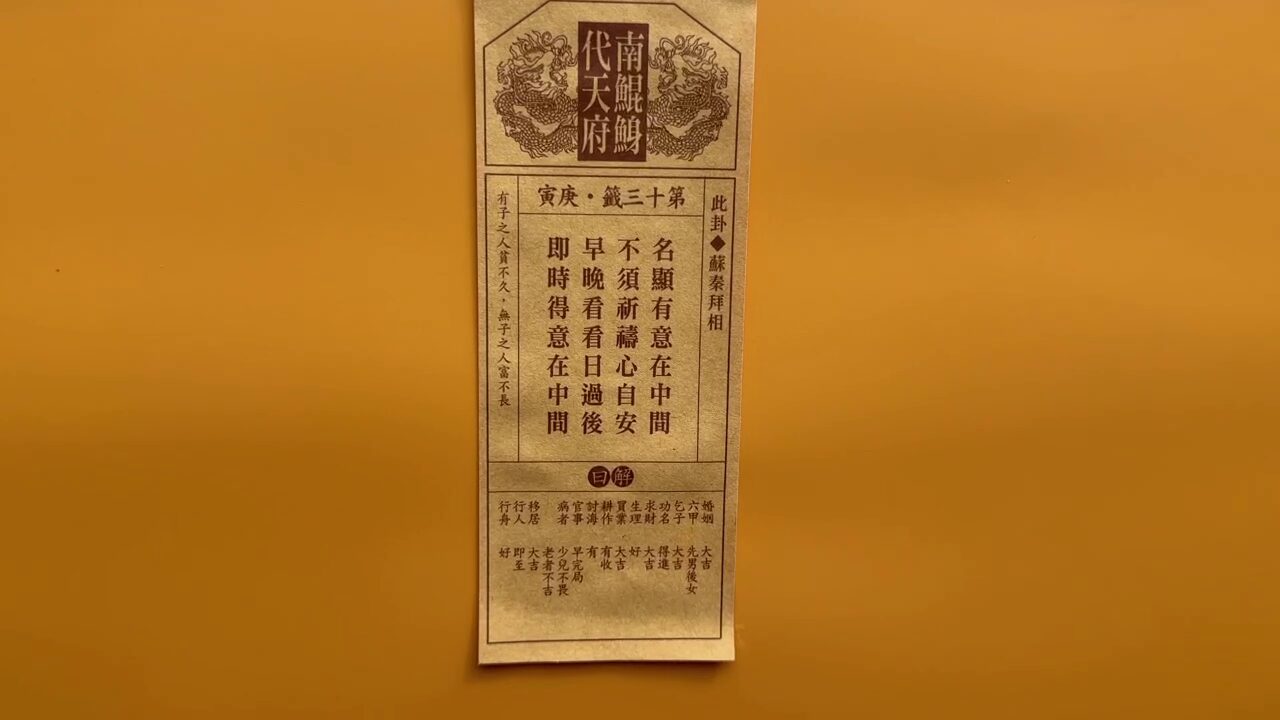 南鯤鯓
代天府
第十三籤・庚寅
此卦◆蘇秦拜相
名顯有意在中間
不須祈禱心自安
早晚看看日過後
即時得意在中間
有子之人貧不久，無子之人富不長
解曰
婚姻 大吉
六甲 先男後女
乞子 大吉
功名 得進
求財 大吉
生理 好
買業 大吉
耕作 有收
討海 有
官事 早完局
病者 少兒不畏
老者不吉
移居 大吉
行人 即至
行舟 好